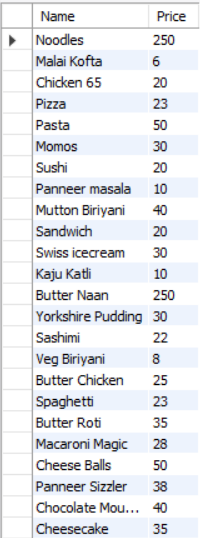 Name Price
Noodles 250
Malai Kofta 6
Chicken 65 20
Pizza 23
Pasta 50
Momos 30
Sushi 20
Panneer masala 10
Mutton Biriyani 40
Sandwich 20
Swiss icecream 30
Kaju Katli 10
Butter Naan 250
Yorkshire Pudding 30
Sashimi 22
Veg Biriyani 8
Butter Chicken 25
Spaghetti 23
Butter Roti 35
Macaroni Magic 28
Cheese Balls 50
Panneer Sizzler 38
Chocolate Mou... 40
Cheesecake 35